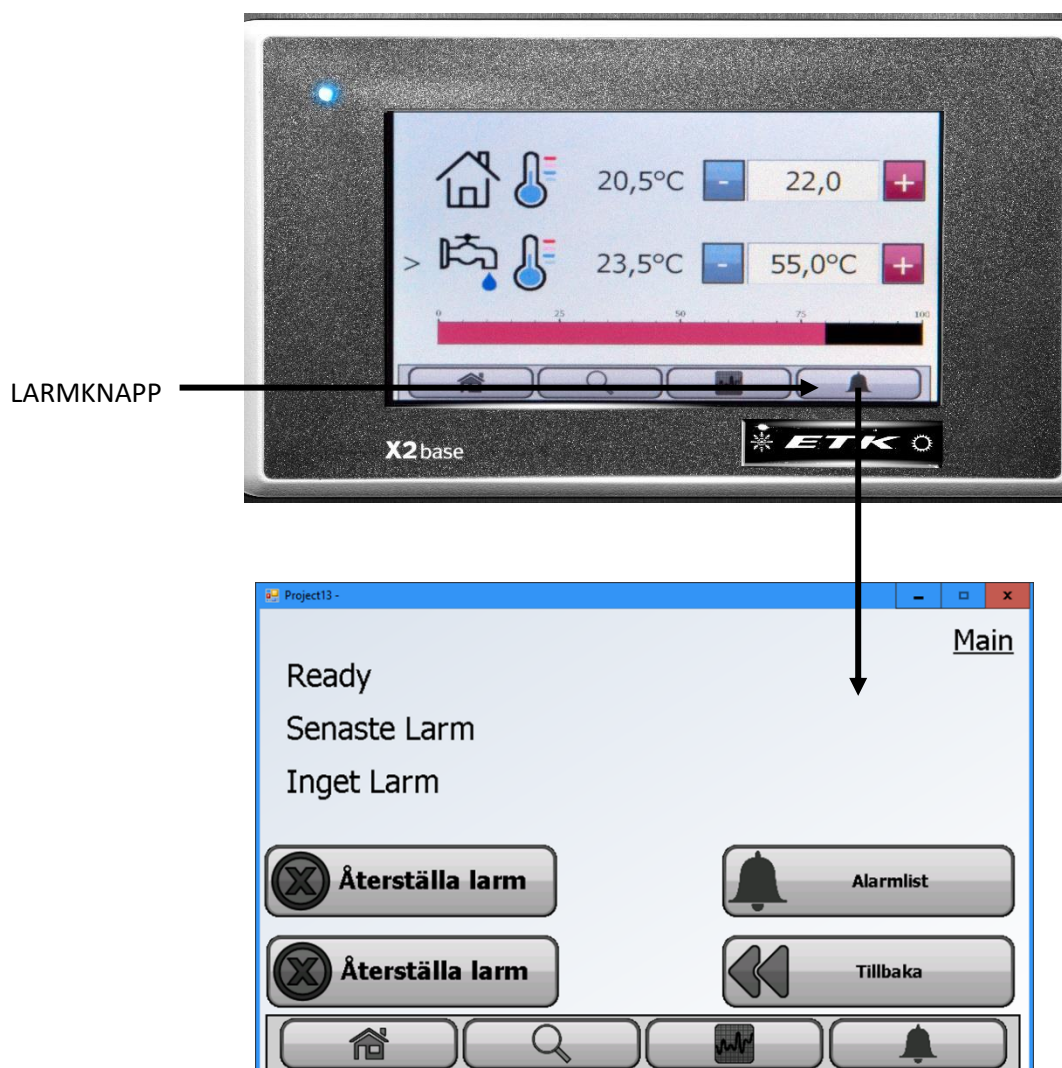 20,5°C - 22,0 +
> 23,5°C - 55,0°C +
0 25 50 75 100
LARMKNAPP
X2 base
ETK
Project13 -
Main
Ready
Senaste Larm
Inget Larm
Återställa larm
Alarmlist
Återställa larm
Tillbaka